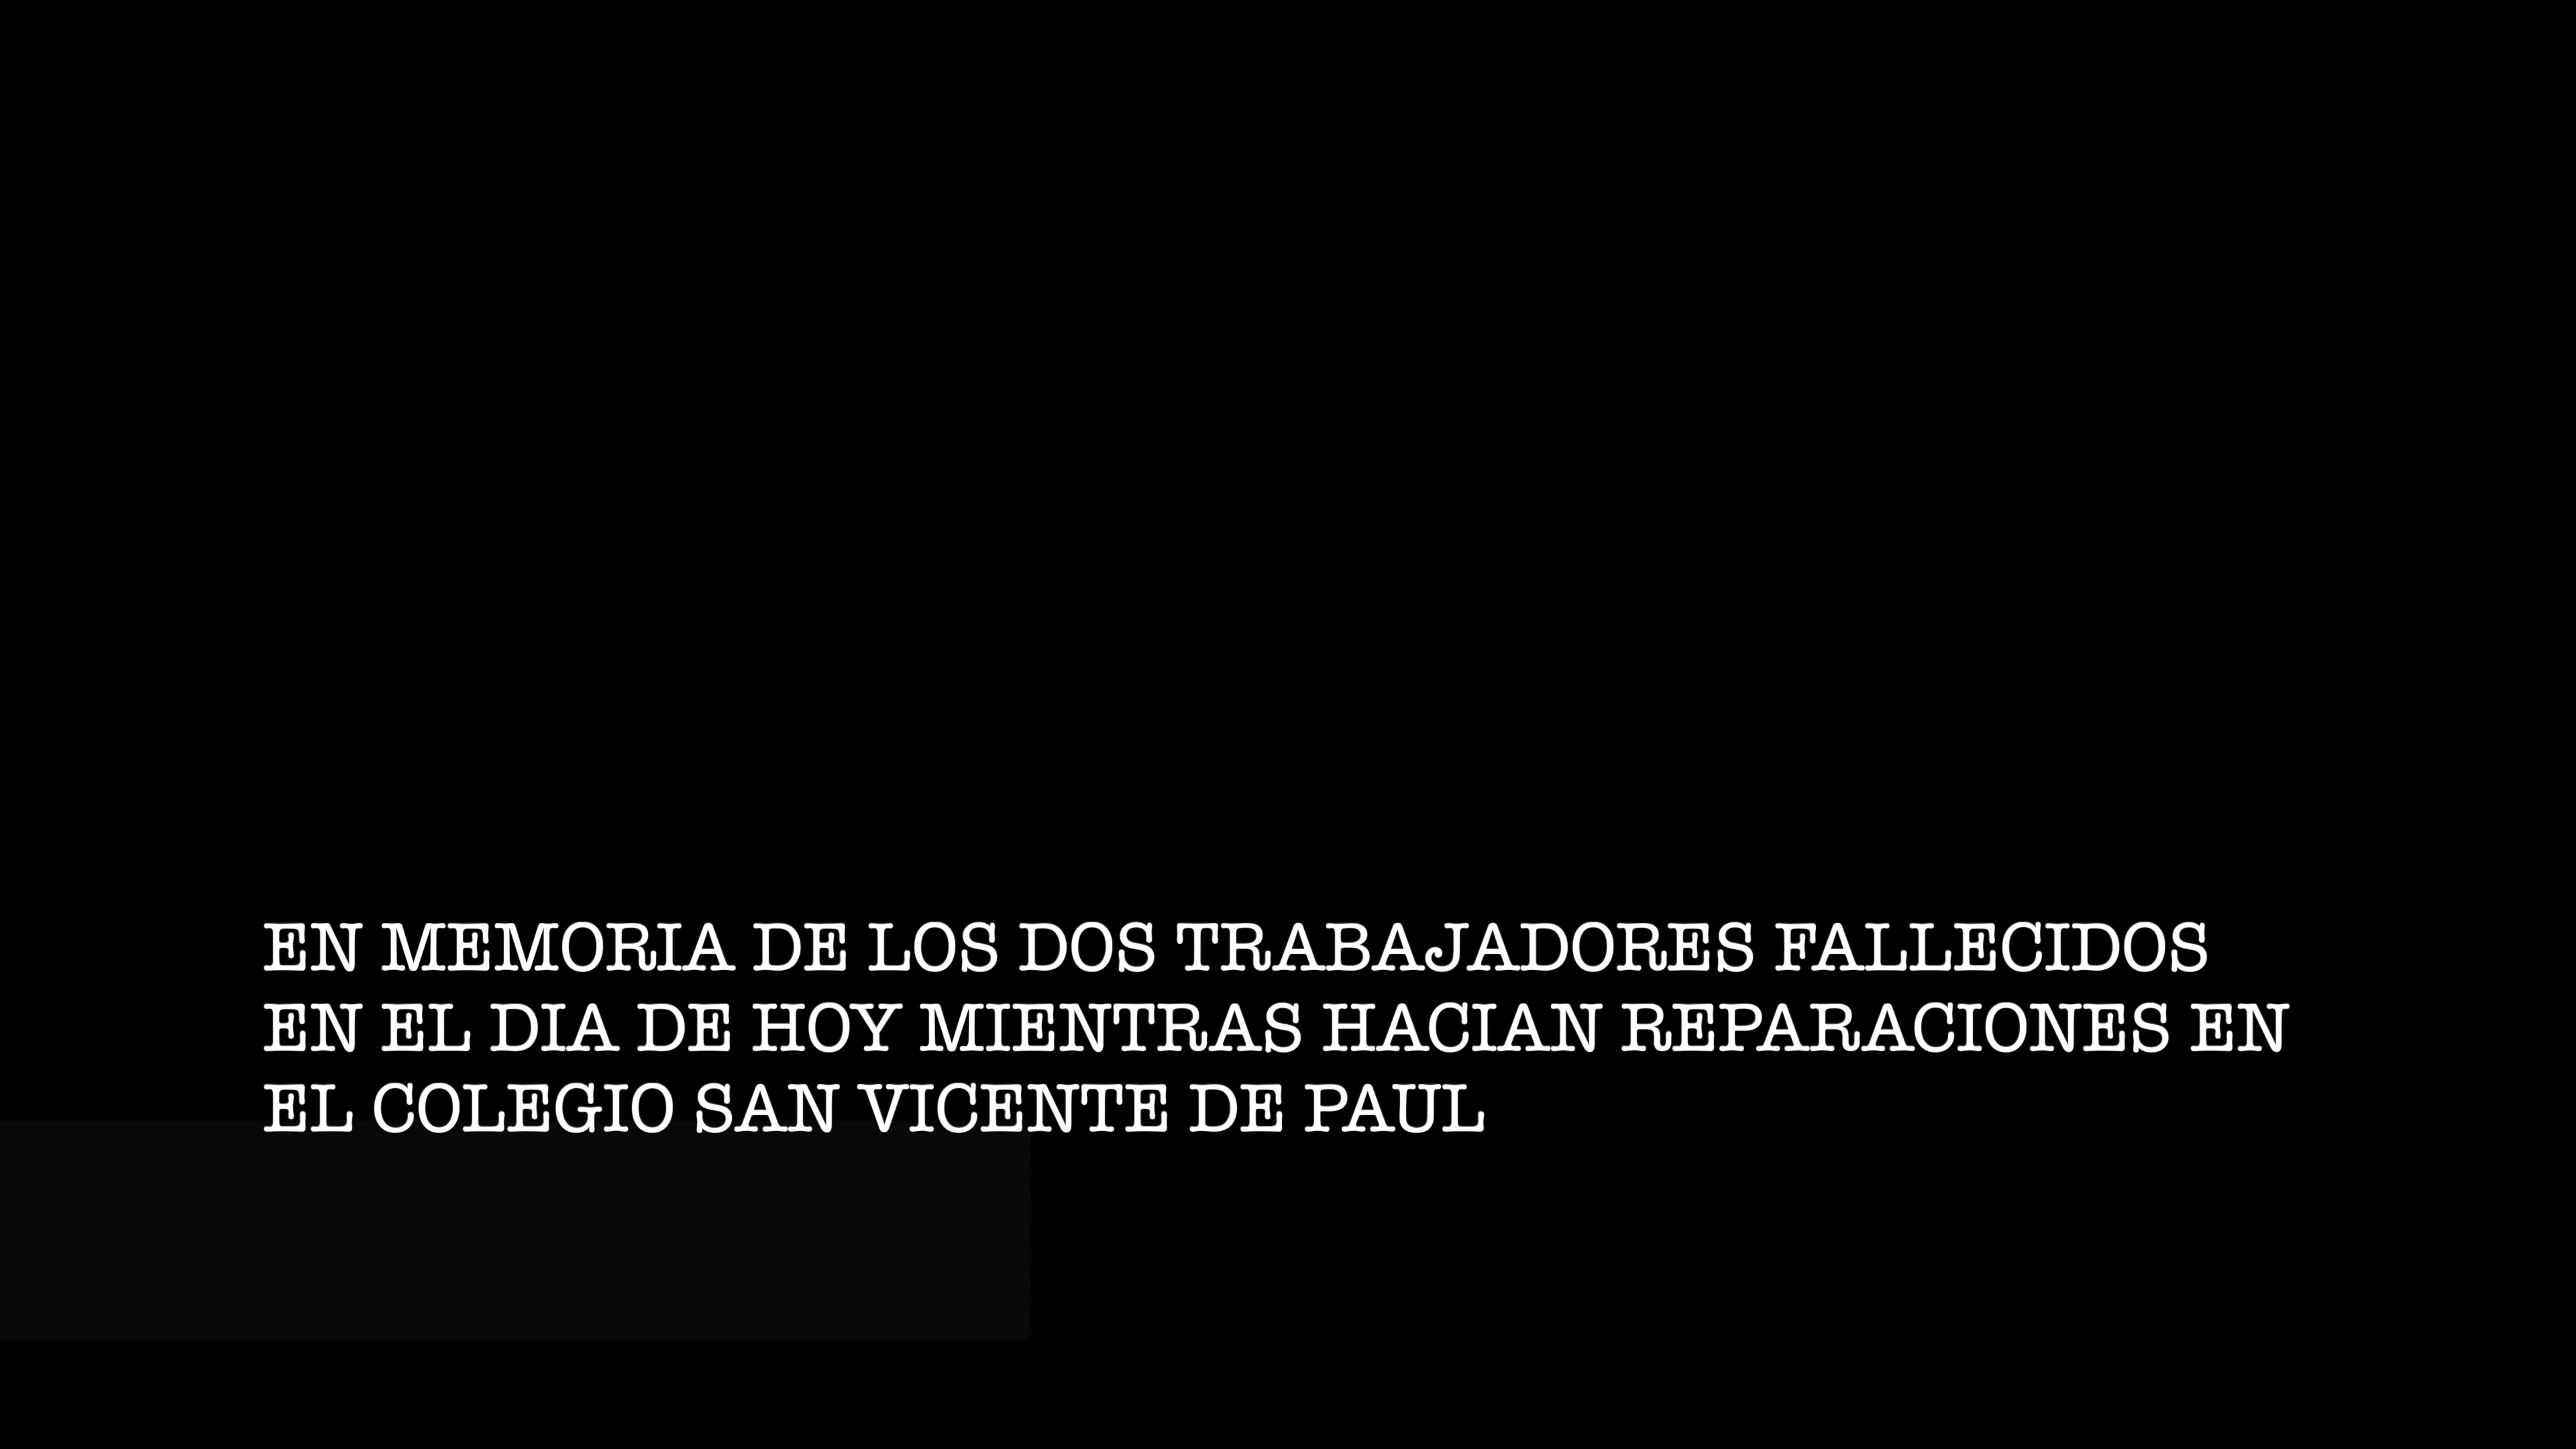 EN MEMORIA DE LOS DOS TRABAJADORES FALLECIDOS
EN EL DIA DE HOY MIENTRAS HACIAN REPARACIONES EN
EL COLEGIO SAN VICENTE DE PAUL